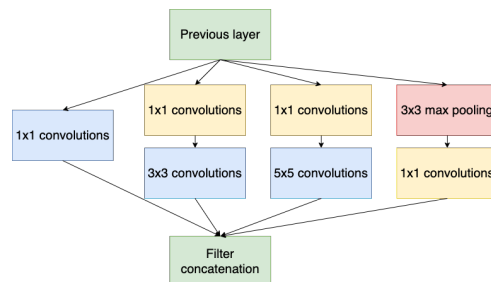 Previous layer
1x1 convolutions
1x1 convolutions
3x3 max pooling
1x1 convolutions
3x3 convolutions
5x5 convolutions
1x1 convolutions
Filter
concatenation